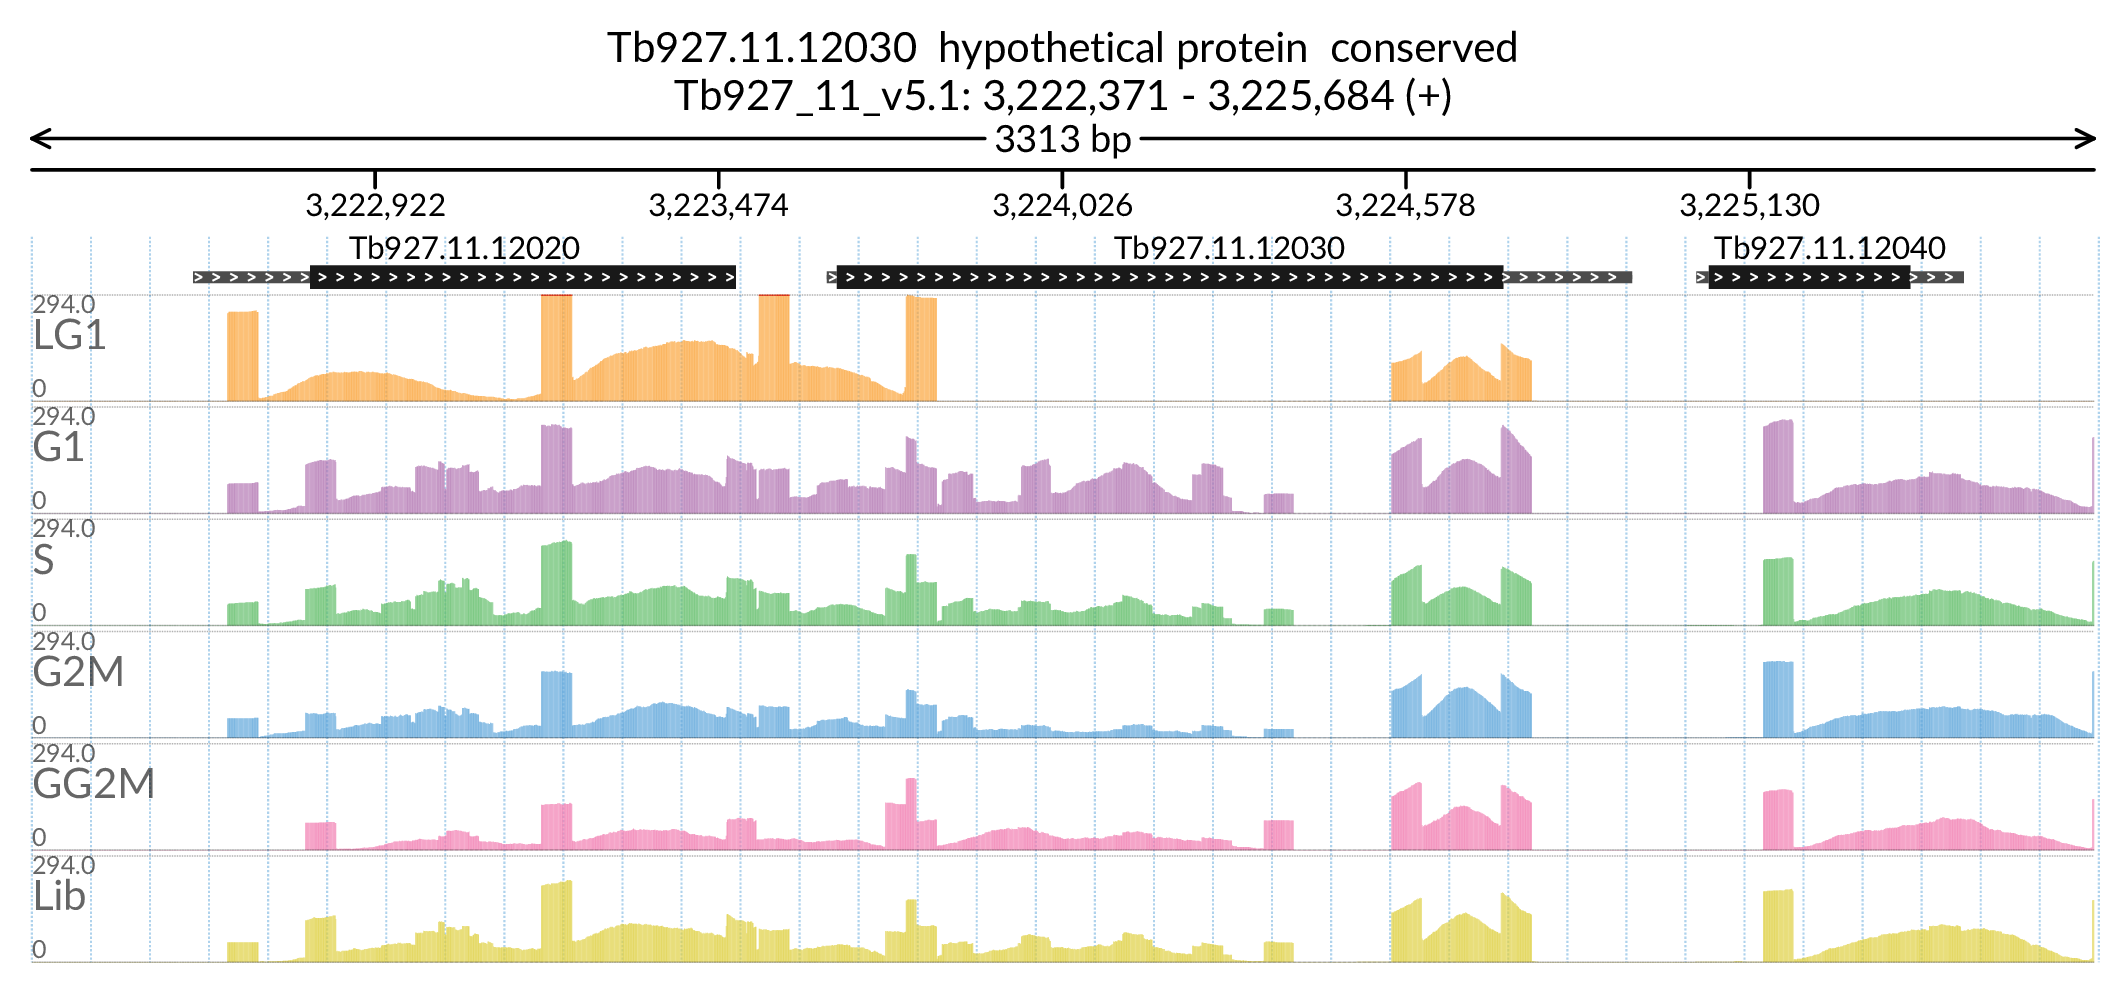 Tb927.11.12030 hypothetical protein conserved
Tb927_11_v5.1: 3,222,371 - 3,225,684 (+)
3313 bp
3,222,922 3,223,474 3,224,026 3,224,578 3,225,130
Tb927.11.12020 Tb927.11.12030 Tb927.11.12040
294.0
LG1
0
294.0
G1
0
294.0
S
0
294.0
G2M
0
294.0
GG2M
0
294.0
Lib
0